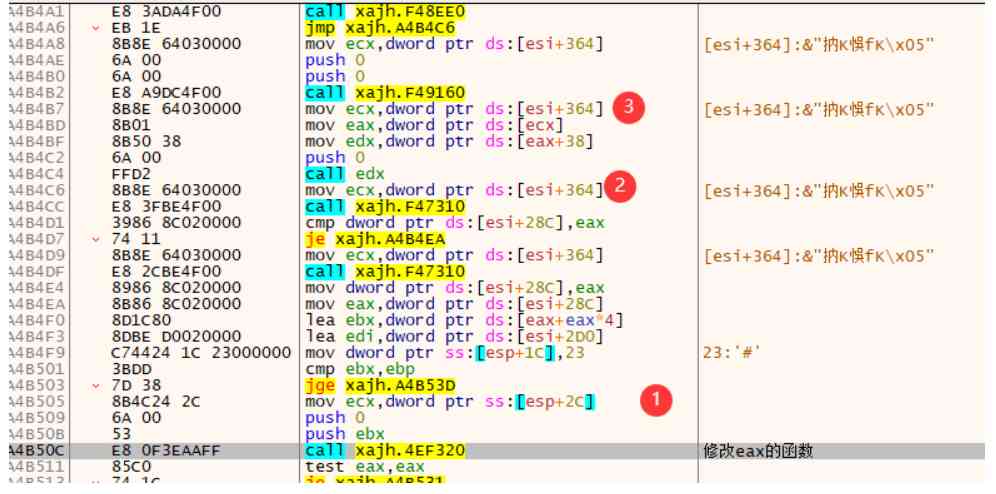 A4B4A1 E8 3ADA4F00 call xajh.F48EE0
A4B4A6 EB 1E jmp xajh.A4B4C6
A4B4A8 8B8E 64030000 mov ecx,dword ptr ds:[esi+364] [esi+364]:&"抐K悮fK\x05"
A4B4AE 6A 00 push 0
A4B4B0 6A 00 push 0
A4B4B2 E8 A9DC4F00 call xajh.F49160
A4B4B7 8B8E 64030000 mov ecx,dword ptr ds:[esi+364] 3 [esi+364]:&"抐K悮fK\x05"
A4B4BD 8B01 mov eax,dword ptr ds:[ecx]
A4B4BF 8B50 38 mov edx,dword ptr ds:[eax+38]
A4B4C2 6A 00 push 0
A4B4C4 FFD2 call edx
A4B4C6 8B8E 64030000 mov ecx,dword ptr ds:[esi+364] 2 [esi+364]:&"抐K悮fK\x05"
A4B4CC E8 3FBE4F00 call xajh.F47310
A4B4D1 3986 8C020000 cmp dword ptr ds:[esi+28C],eax
A4B4D7 74 11 je xajh.A4B4EA
A4B4D9 8B8E 64030000 mov ecx,dword ptr ds:[esi+364] [esi+364]:&"抐K悮fK\x05"
A4B4DF E8 2CBE4F00 call xajh.F47310
A4B4E4 8986 8C020000 mov dword ptr ds:[esi+28C],eax
A4B4EA 8B86 8C020000 mov eax,dword ptr ds:[esi+28C]
A4B4F0 8D1C80 lea ebx,dword ptr ds:[eax+eax*4]
A4B4F3 8DBE D0020000 lea edi,dword ptr ds:[esi+2D0]
A4B4F9 C74424 1C 23000000 mov dword ptr ss:[esp+1C],23 23:'#'
A4B501 3BDD cmp ebx,ebp
A4B503 7D 38 jge xajh.A4B53D
A4B505 8B4C24 2C mov ecx,dword ptr ss:[esp+2C] 1
A4B509 6A 00 push 0
A4B50B 53 push ebx
A4B50C E8 0F3EAAFF call xajh.4EF320 修改eax的函数
A4B511 85C0 test eax,eax
A4B513 74 1C je xajh.A4B531